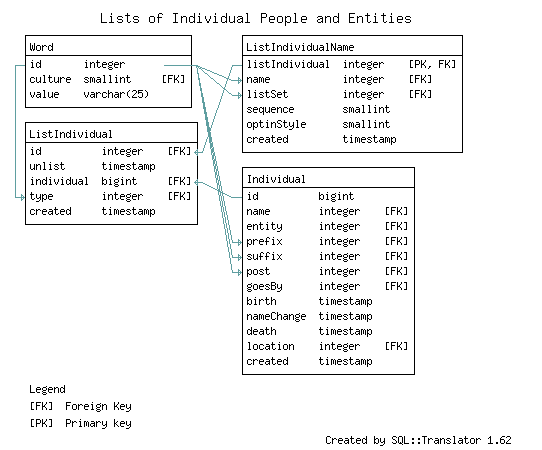 Lists of Individual People and Entities
Word
id integer
culture smallint [FK]
value varchar(25)
ListIndividual
id integer [FK]
unlist timestamp
individual bigint [FK]
type integer [FK]
created timestamp
ListIndividualName
listIndividual integer [PK, FK]
name integer [FK]
listSet integer [FK]
sequence smallint
optinStyle smallint
created timestamp
Individual
id bigint
name integer [FK]
entity integer [FK]
prefix integer [FK]
suffix integer [FK]
post integer [FK]
goesBy integer [FK]
birth timestamp
nameChange timestamp
death timestamp
location integer [FK]
created timestamp
Legend
[FK] Foreign Key
[PK] Primary key
Created by SQL::Translator 1.62